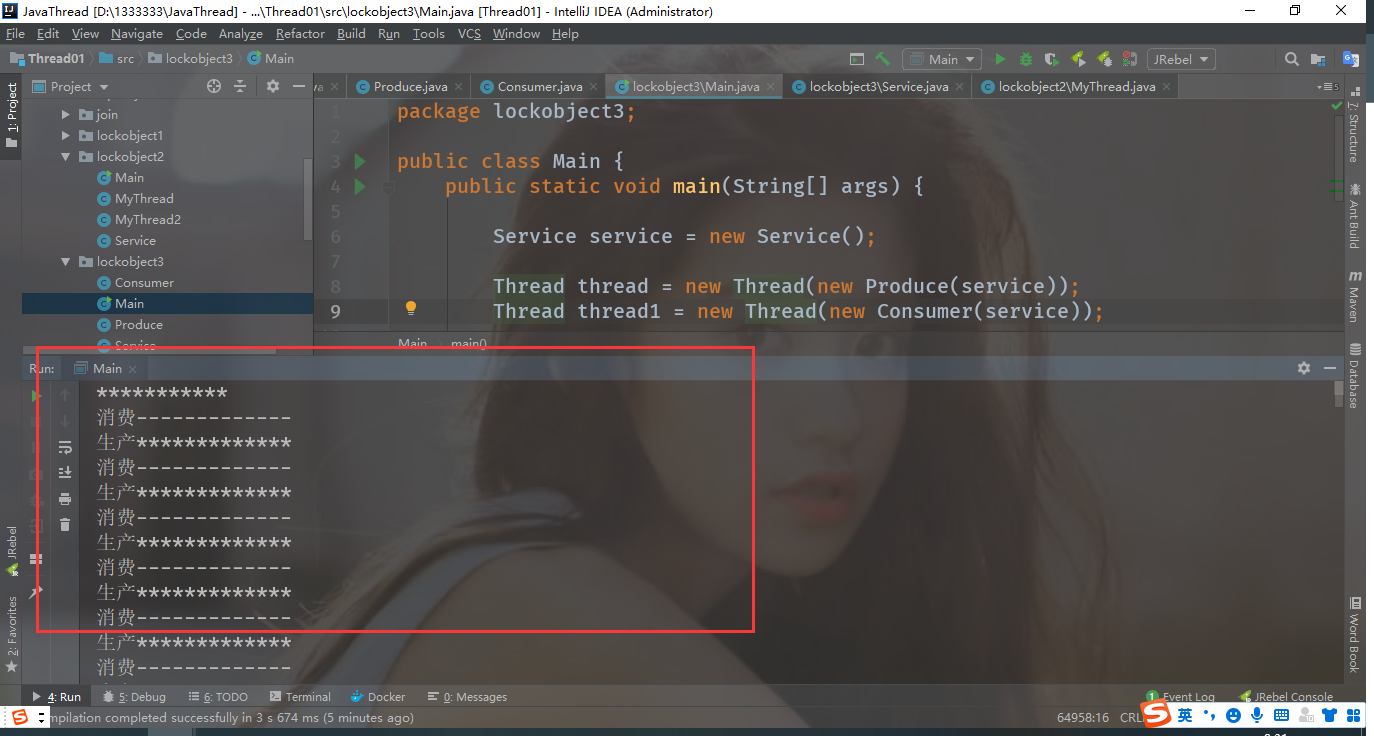 JavaThread [D:\1333333\JavaThread] - ...\Thread01\src\lockobject3\Main.java [Thread01] - IntelliJ IDEA (Administrator)
File Edit View Navigate Code Analyze Refactor Build Run Tools VCS Window Help
Thread01 src lockobject3 Main Main JRebel
Project Produce.java Consumer.java lockobject3\Main.java lockobject3\Service.java lockobject2\MyThread.java 5
1: Project
join
lockobject1
lockobject2
Main
MyThread
MyThread2
Service
lockobject3
Consumer
Main
Produce
Service
1 package lockobject3;
2
3 public class Main {
4 public static void main(String[] args) {
5
6 Service service = new Service();
7
8 Thread thread = new Thread(new Produce(service));
9 Thread thread1 = new Thread(new Consumer(service));
Main main()
7: Structure
Ant Build
Maven
Database
Word Book
Run: Main
***********
消费-------------
生产*************
消费-------------
生产*************
消费-------------
生产*************
消费-------------
生产*************
消费-------------
生产*************
消费-------------
JRebel
2: Favorites
4: Run 5: Debug 6: TODO Terminal Docker 0: Messages 1 Event Log JRebel Console
mpilation completed successfully in 3 s 674 ms (5 minutes ago) 64958:16 CRL
英